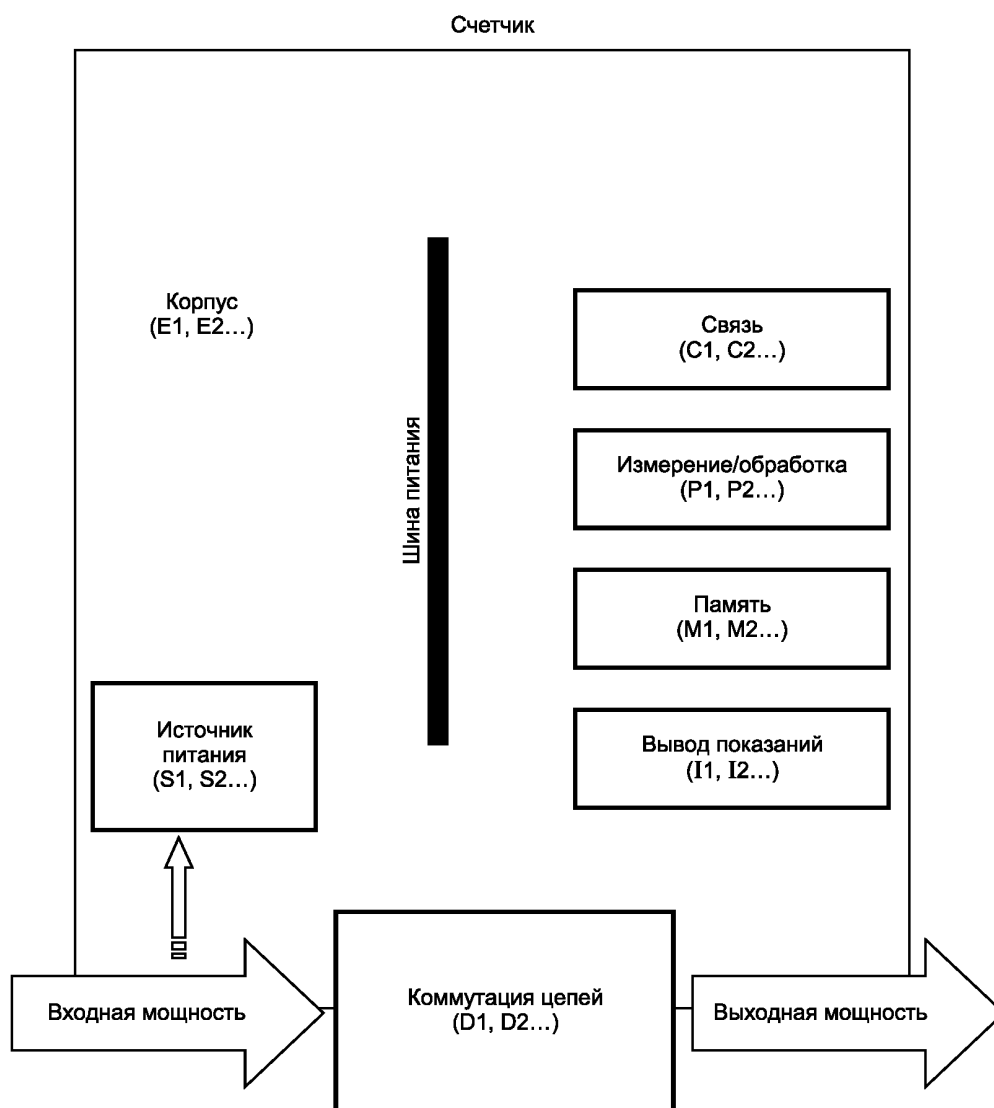 Счетчик
Корпус
(E1, E2…)
Шина питания
Связь
(C1, C2…)
Измерение/обработка
(P1, P2…)
Память
(M1, M2…)
Источник
питания
(S1, S2…)
Вывод показаний
(I1, I2…)
Входная мощность
Коммутация цепей
(D1, D2…)
Выходная мощность